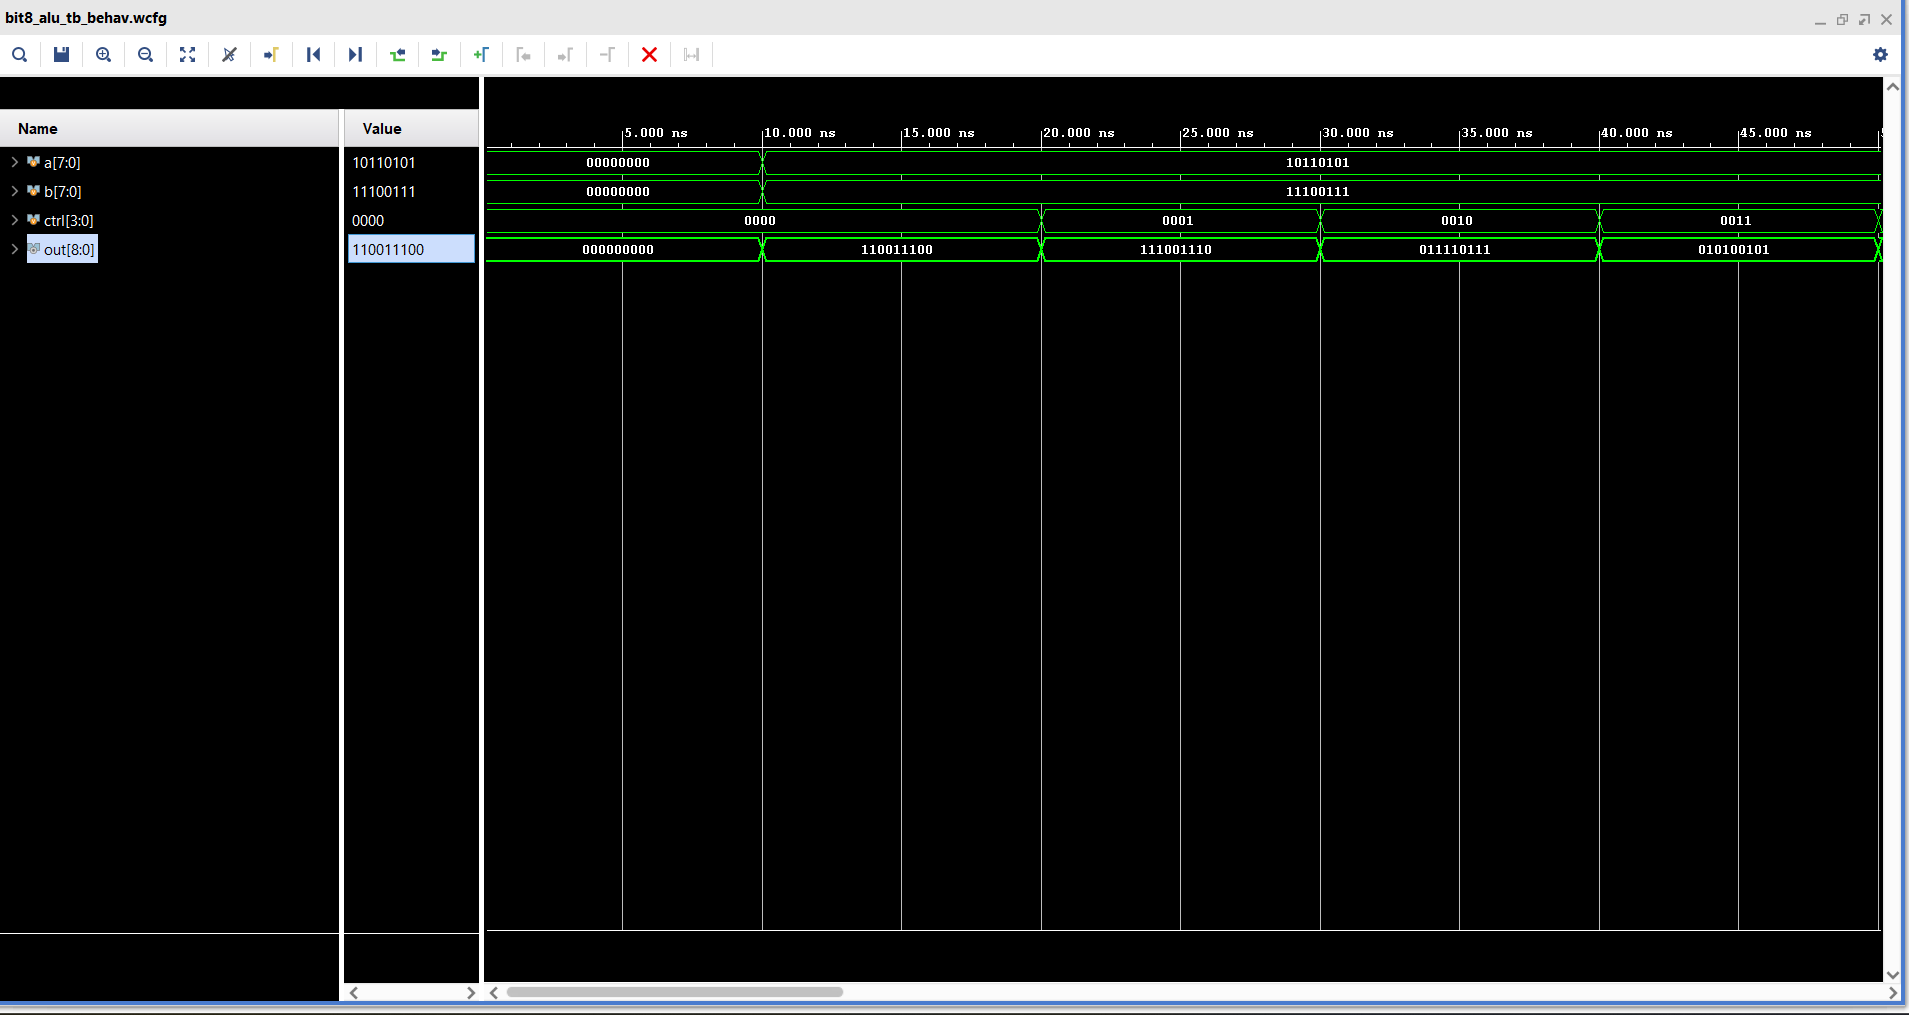 bit8_alu_tb_behav.wcfg
Name Value
5.000 ns 10.000 ns 15.000 ns 20.000 ns 25.000 ns 30.000 ns 35.000 ns 40.000 ns 45.000 ns
a[7:0] 10110101 00000000 10110101
b[7:0] 11100111 00000000 11100111
ctrl[3:0] 0000 0000 0001 0010 0011
out[8:0] 110011100 000000000 110011100 111001110 011110111 010100101